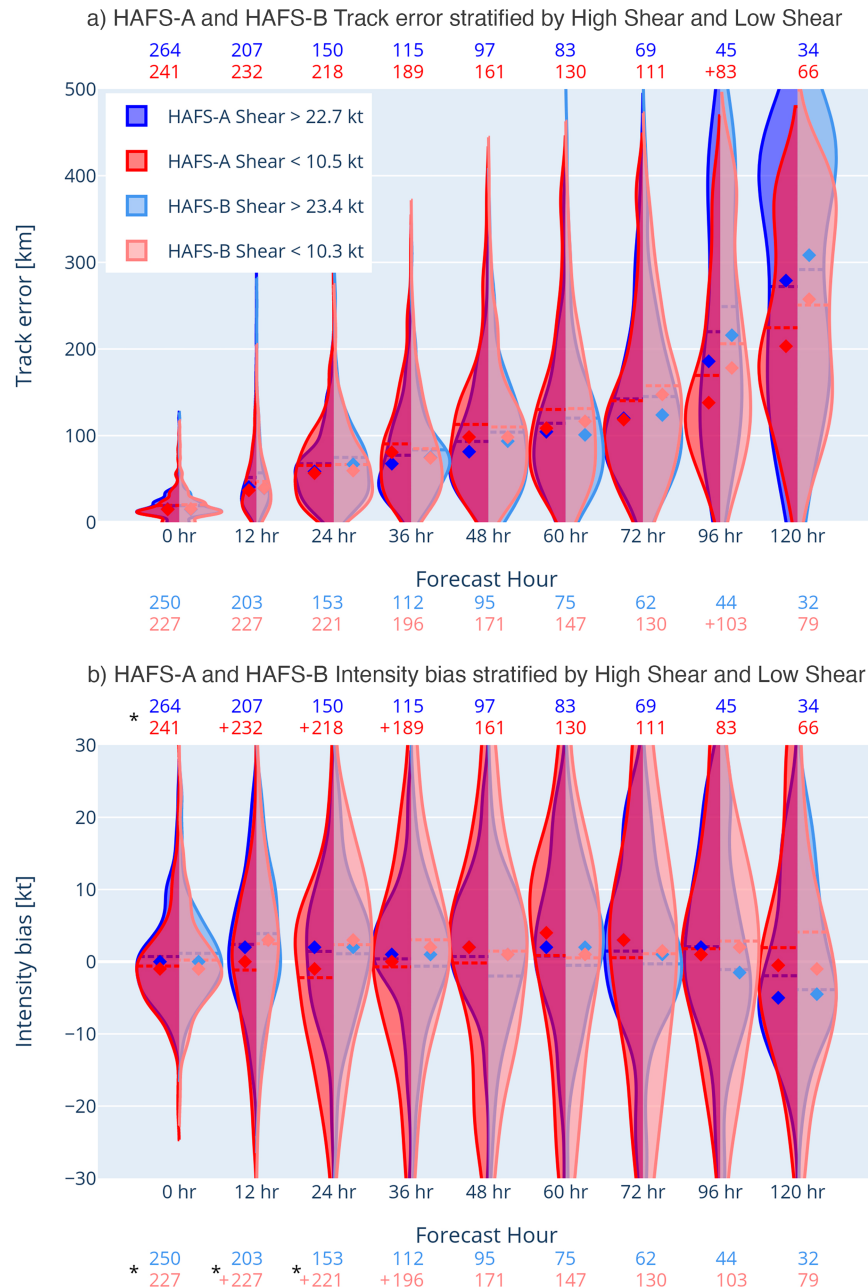 a) HAFS-A and HAFS-B Track error stratified by High Shear and Low Shear
264 207 150 115 97 83 69 45 34
241 232 218 189 161 130 111 +83 66
500
400
300
200
100
0
Track error [km]
HAFS-A Shear > 22.7 kt
HAFS-A Shear < 10.5 kt
HAFS-B Shear > 23.4 kt
HAFS-B Shear < 10.3 kt
0 hr 12 hr 24 hr 36 hr 48 hr 60 hr 72 hr 96 hr 120 hr
Forecast Hour
250 203 153 112 95 75 62 44 32
227 227 221 196 171 147 130 +103 79
b) HAFS-A and HAFS-B Intensity bias stratified by High Shear and Low Shear
264 207 150 115 97 83 69 45 34
* 241 +232 +218 +189 161 130 111 83 66
30
20
10
0
−10
−20
−30
Intensity bias [kt]
0 hr 12 hr 24 hr 36 hr 48 hr 60 hr 72 hr 96 hr 120 hr
Forecast Hour
250 203 153 112 95 75 62 44 32
* 227 * +227 * +221 +196 171 147 130 103 79